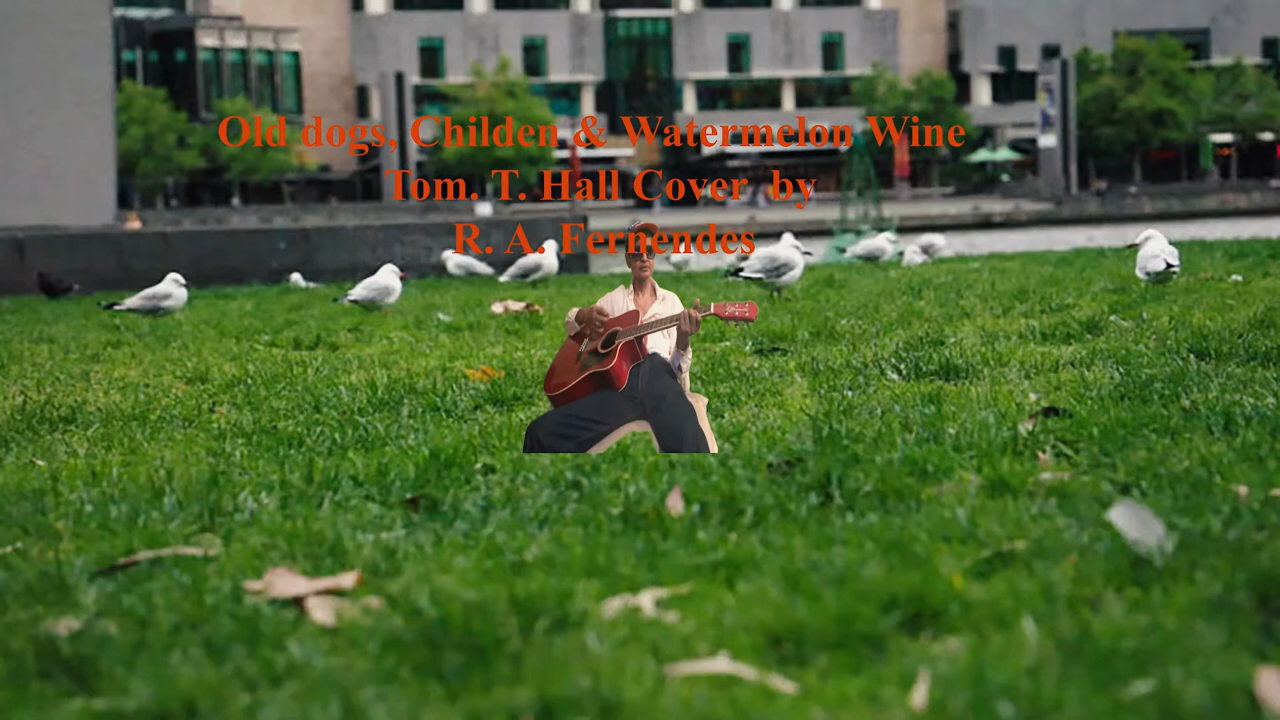 Old dogs, Childen & Watermelon Wine
Tom. T. Hall Cover by
R. A. Fernendes